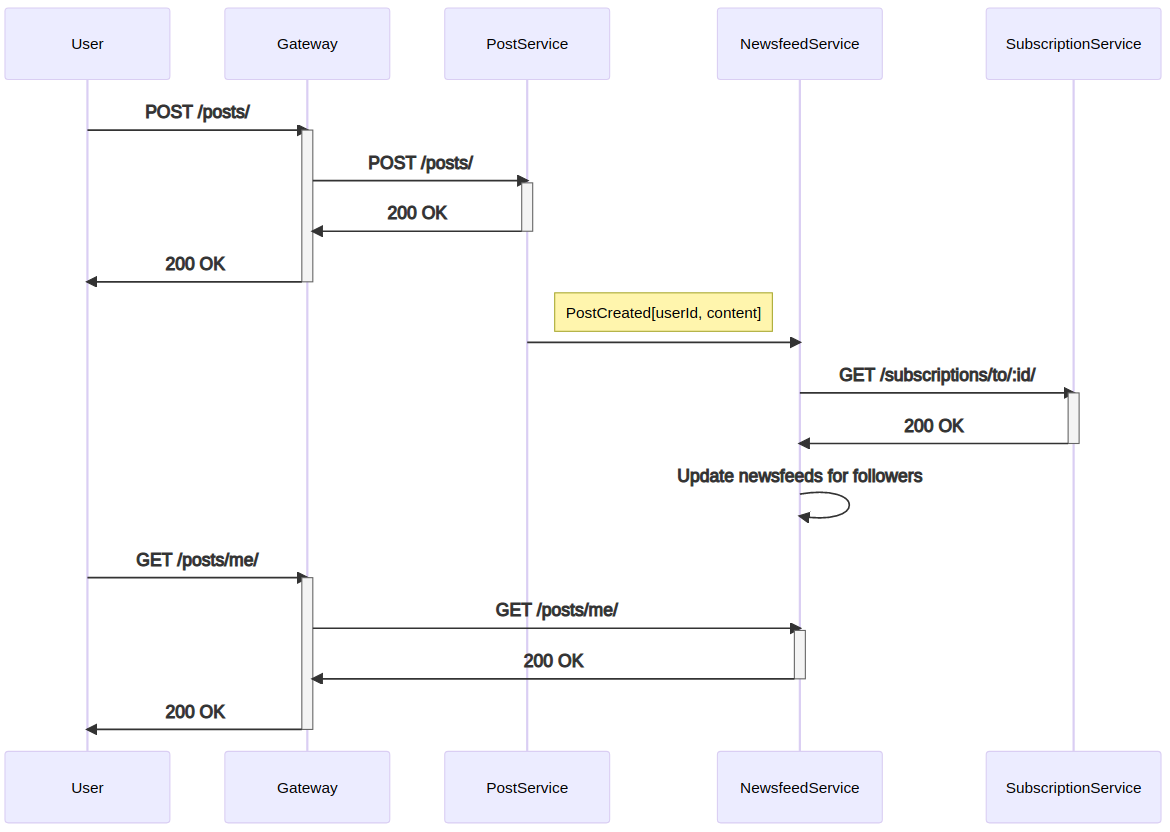 User
Gateway
PostService
NewsfeedService
SubscriptionService
POST /posts/
POST /posts/
200 OK
200 OK
PostCreated[userId, content]
GET /subscriptions/to/:id/
200 OK
Update newsfeeds for followers
GET /posts/me/
GET /posts/me/
200 OK
200 OK
User
Gateway
PostService
NewsfeedService
SubscriptionService